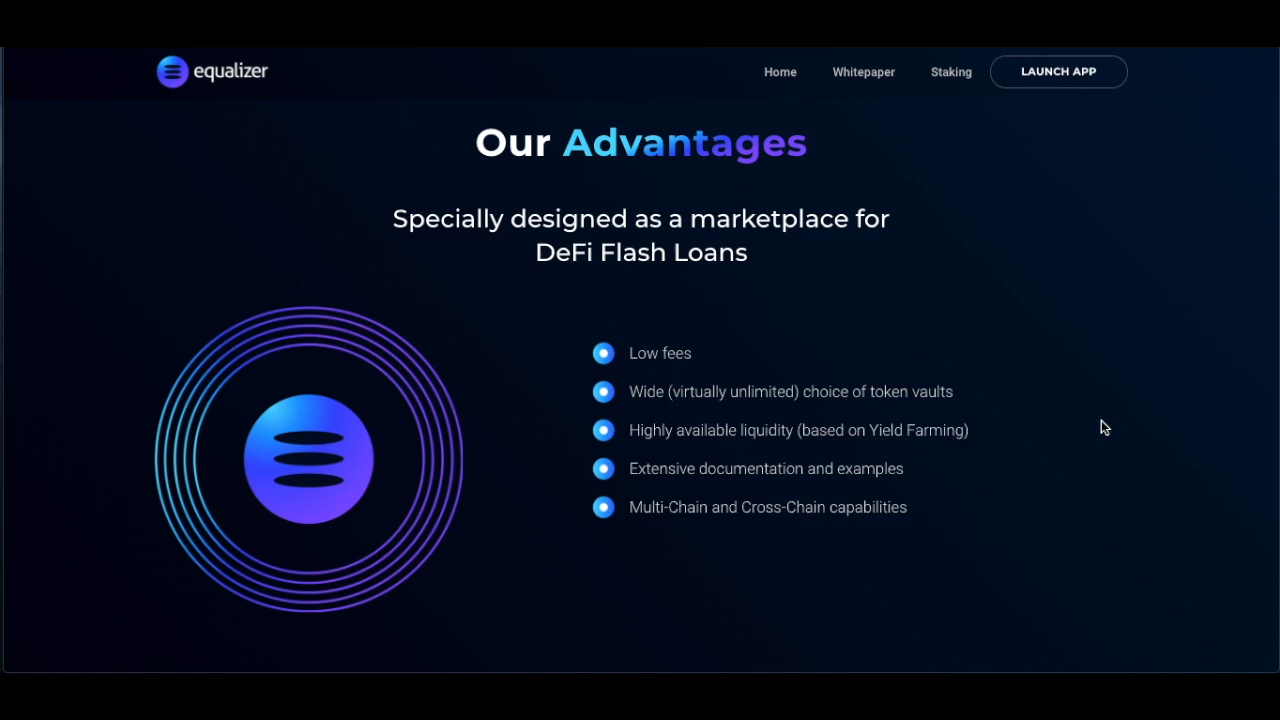 equalizer
Home
Whitepaper
Staking
LAUNCH APP
Our Advantages
Specially designed as a marketplace for
DeFi Flash Loans
Low fees
Wide (virtually unlimited) choice of token vaults
Highly available liquidity (based on Yield Farming)
Extensive documentation and examples
Multi-Chain and Cross-Chain capabilities